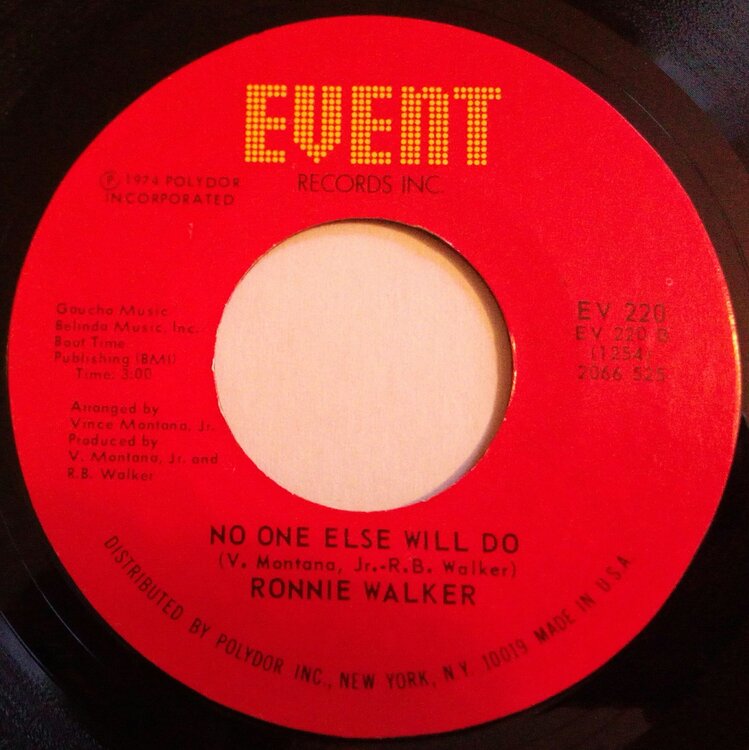 EVENT
RECORDS INC.
Ⓟ 1974 POLYDOR
INCORPORATED
Gaucho Music
Belinda Music, Inc.
Boat Time
Publishing (BMI)
Time: 3:00
Arranged by
Vince Montana, Jr.
Produced by
V. Montana, Jr. and
R.B. Walker
EV 220
EV 220 B
(1254)
2066 525
NO ONE ELSE WILL DO
(V. Montana, Jr.-R.B. Walker)
RONNIE WALKER
DISTRIBUTED BY POLYDOR INC., NEW YORK, N.Y. 10019 MADE IN U.S.A